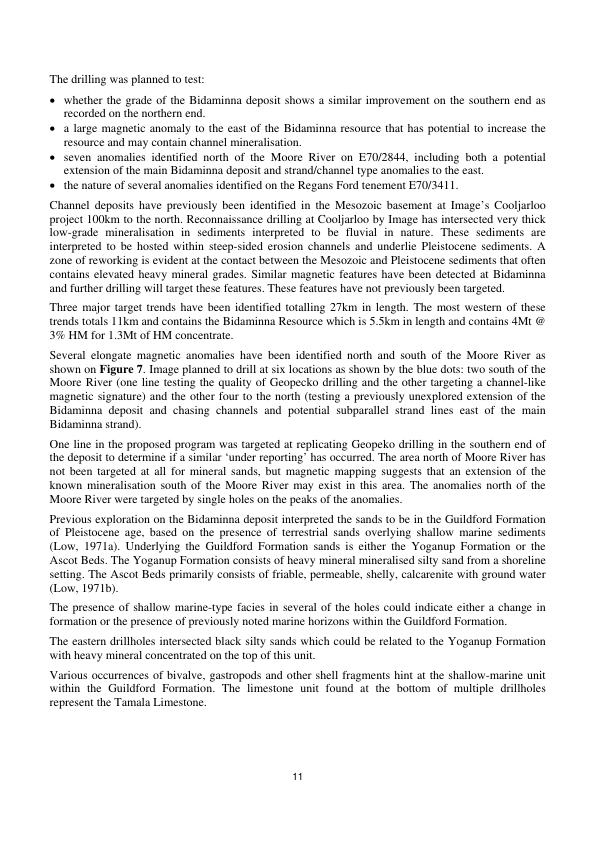 The drilling was planned to test:
• whether the grade of the Bidaminna deposit shows a similar improvement on the southern end as
recorded on the northern end.
• a large magnetic anomaly to the east of the Bidaminna resource that has potential to increase the
resource and may contain channel mineralisation.
• seven anomalies identified north of the Moore River on E70/2844, including both a potential
extension of the main Bidaminna deposit and strand/channel type anomalies to the east.
• the nature of several anomalies identified on the Regans Ford tenement E70/3411.
Channel deposits have previously been identified in the Mesozoic basement at Image's Cooljarloo
project 100km to the north. Reconnaissance drilling at Cooljarloo by Image has intersected very thick
low-grade mineralisation in sediments interpreted to be fluvial in nature. These sediments are
interpreted to be hosted within steep-sided erosion channels and underlie Pleistocene sediments. A
zone of reworking is evident at the contact between the Mesozoic and Pleistocene sediments that often
contains elevated heavy mineral grades. Similar magnetic features have been detected at Bidaminna
and further drilling will target these features. These features have not previously been targeted.
Three major target trends have been identified totalling 27km in length. The most western of these
trends totals 11km and contains the Bidaminna Resource which is 5.5km in length and contains 4Mt @
3% HM for 1.3Mt of HM concentrate.
Several elongate magnetic anomalies have been identified north and south of the Moore River as
shown on Figure 7. Image planned to drill at six locations as shown by the blue dots: two south of the
Moore River (one line testing the quality of Geopecko drilling and the other targeting a channel-like
magnetic signature) and the other four to the north (testing a previously unexplored extension of the
Bidaminna deposit and chasing channels and potential subparallel strand lines east of the main
Bidaminna strand).
One line in the proposed program was targeted at replicating Geopeko drilling in the southern end of
the deposit to determine if a similar 'under reporting' has occurred. The area north of Moore River has
not been targeted at all for mineral sands, but magnetic mapping suggests that an extension of the
known mineralisation south of the Moore River may exist in this area. The anomalies north of the
Moore River were targeted by single holes on the peaks of the anomalies.
Previous exploration on the Bidaminna deposit interpreted the sands to be in the Guildford Formation
of Pleistocene age, based on the presence of terrestrial sands overlying shallow marine sediments
(Low, 1971a). Underlying the Guildford Formation sands is either the Yoganup Formation or the
Ascot Beds. The Yoganup Formation consists of heavy mineral mineralised silty sand from a shoreline
setting. The Ascot Beds primarily consists of friable, permeable, shelly, calcarenite with ground water
(Low, 1971b).
The presence of shallow marine-type facies in several of the holes could indicate either a change in
formation or the presence of previously noted marine horizons within the Guildford Formation.
The eastern drillholes intersected black silty sands which could be related to the Yoganup Formation
with heavy mineral concentrated on the top of this unit.
Various occurrences of bivalve, gastropods and other shell fragments hint at the shallow-marine unit
within the Guildford Formation. The limestone unit found at the bottom of multiple drillholes
represent the Tamala Limestone.
11